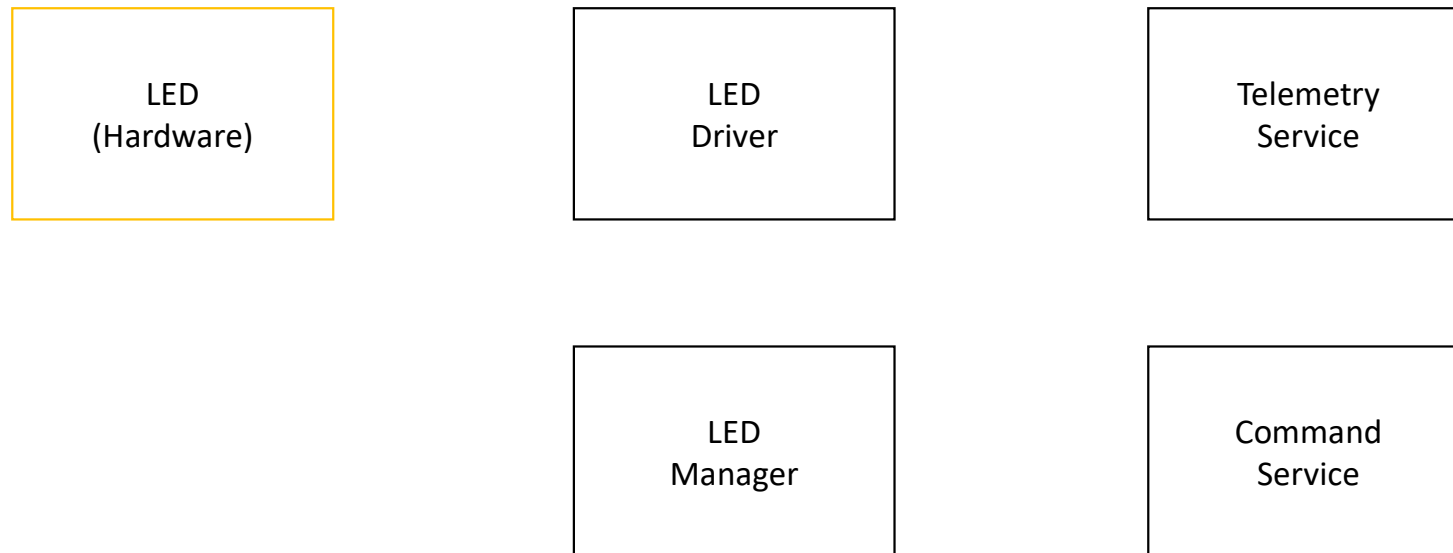 LED
(Hardware)
LED
Driver
Telemetry
Service
LED
Manager
Command
Service